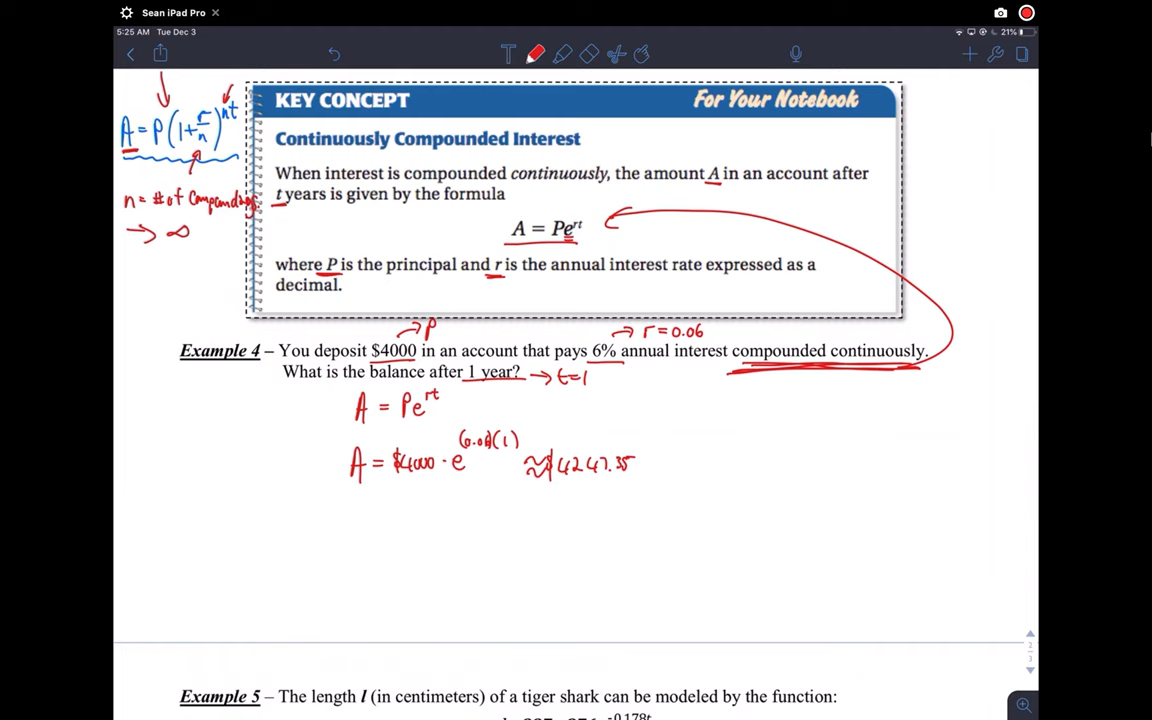 Sean iPad Pro ×
5:25 AM Tue Dec 3
21%
A = P(1+r/n)^nt
n = # of Compoundings
→ ∞
KEY CONCEPT
For Your Notebook
Continuously Compounded Interest
When interest is compounded continuously, the amount A in an account after
t years is given by the formula
A = Pe^rt
where P is the principal and r is the annual interest rate expressed as a
decimal.
→ P
→ r = 0.06
Example 4 – You deposit $4000 in an account that pays 6% annual interest compounded continuously.
What is the balance after 1 year? → t=1
A = Pe^rt
A = $4000 · e^(0.06)(1) ≈ $4247.35
Example 5 – The length l (in centimeters) of a tiger shark can be modeled by the function: